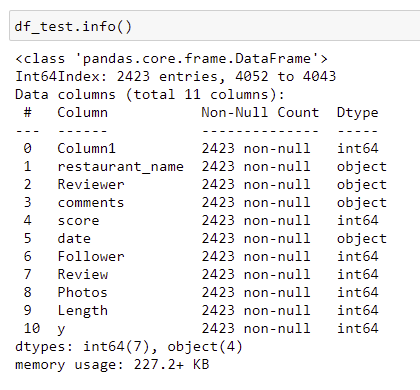 df_test.info()
<class 'pandas.core.frame.DataFrame'>
Int64Index: 2423 entries, 4052 to 4043
Data columns (total 11 columns):
 #   Column           Non-Null Count  Dtype
---  ------           --------------  -----
 0   Column1          2423 non-null   int64
 1   restaurant_name  2423 non-null   object
 2   Reviewer         2423 non-null   object
 3   comments         2423 non-null   object
 4   score            2423 non-null   int64
 5   date             2423 non-null   object
 6   Follower         2423 non-null   int64
 7   Review           2423 non-null   int64
 8   Photos           2423 non-null   int64
 9   Length           2423 non-null   int64
 10  y                2423 non-null   int64
dtypes: int64(7), object(4)
memory usage: 227.2+ KB